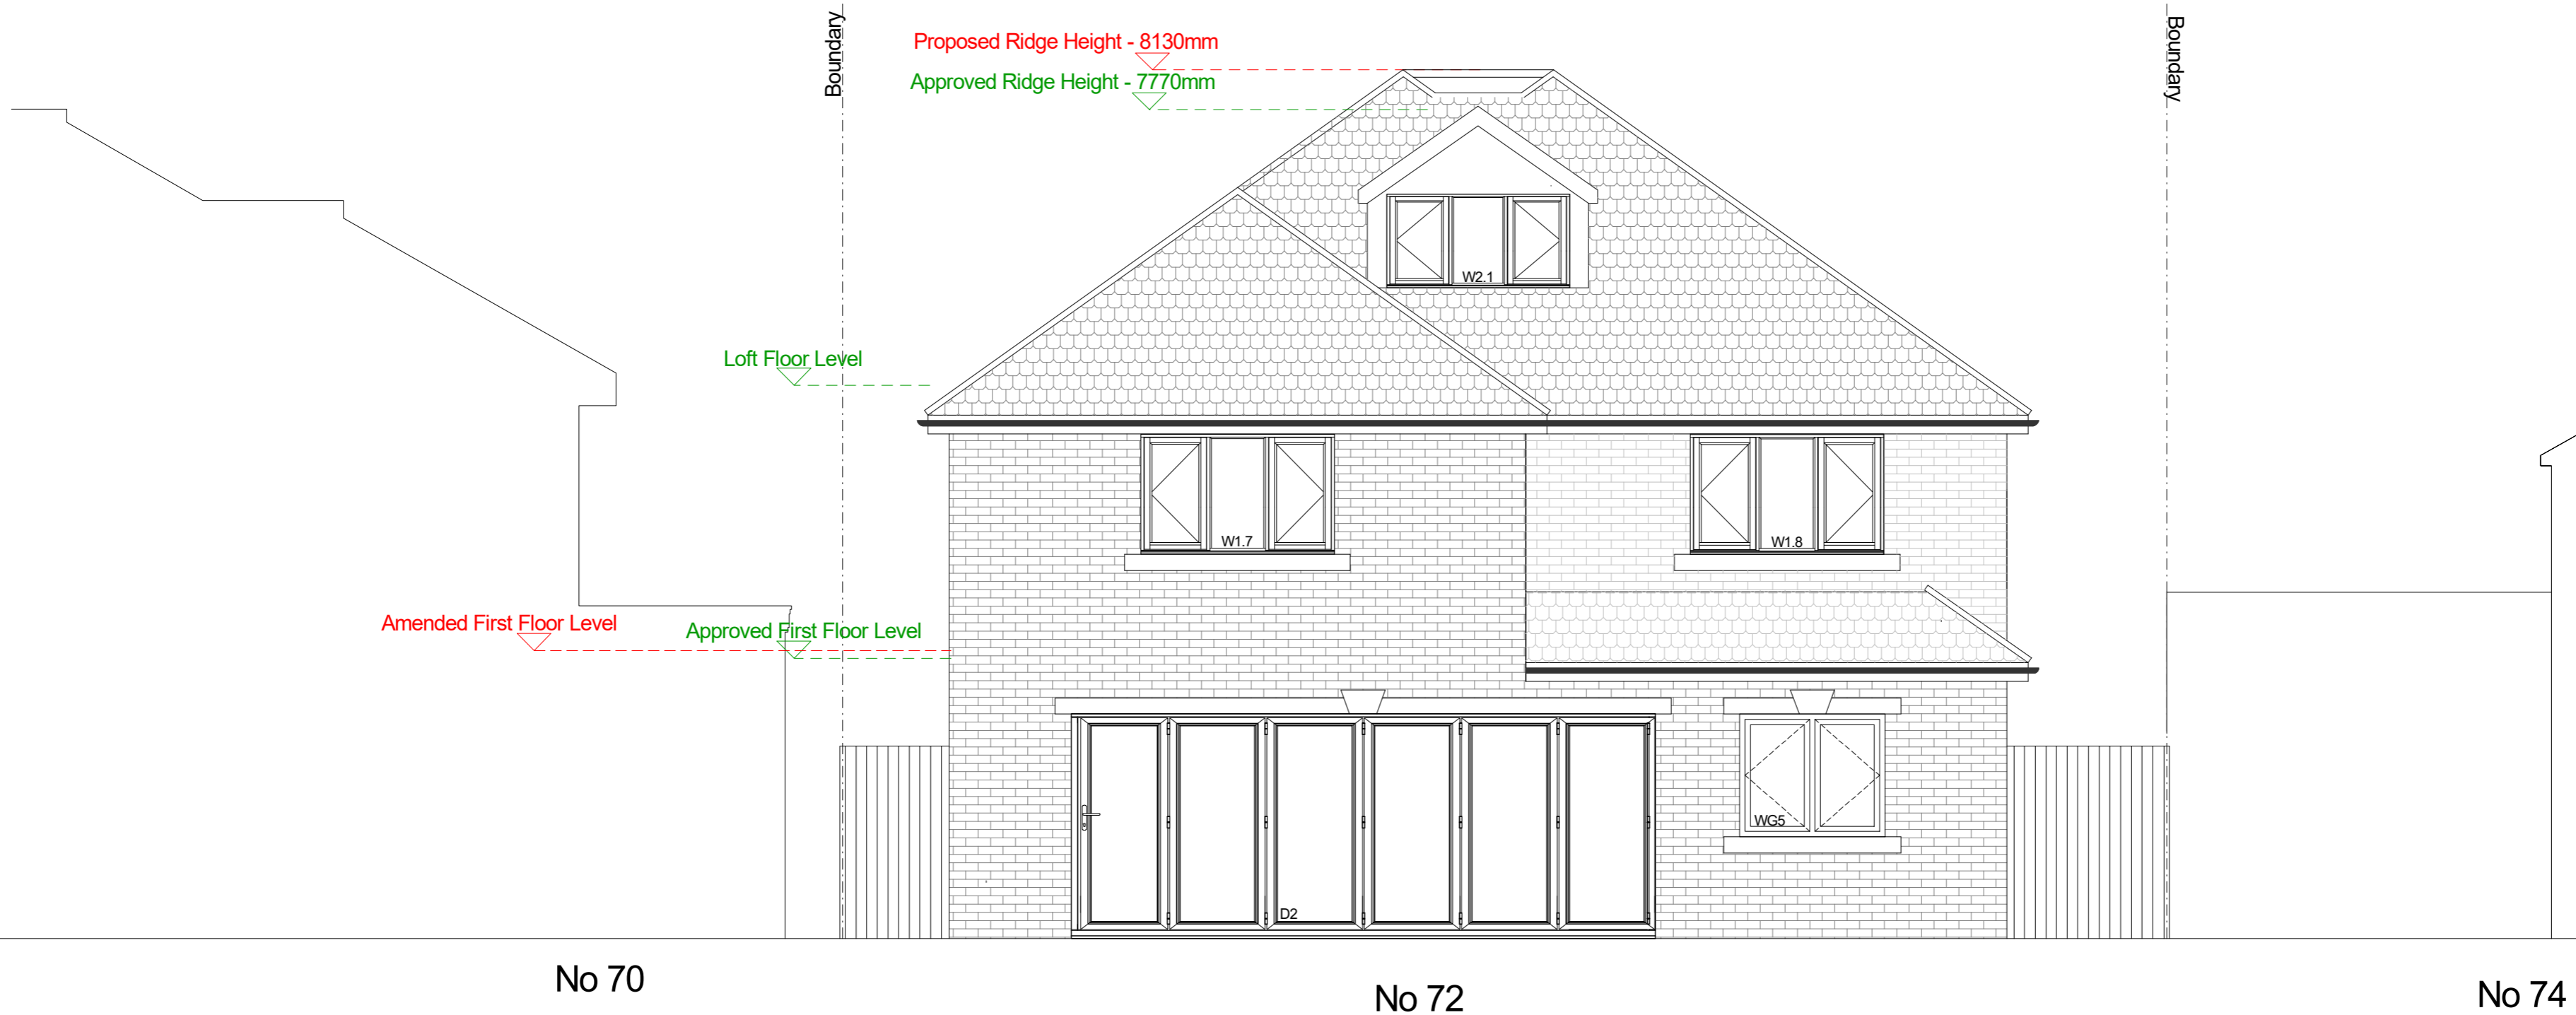 Boundary
Boundary
Proposed Ridge Height - 8130mm
Approved Ridge Height - 7770mm
W2.1
Loft Floor Level
W1.7
W1.8
Amended First Floor Level
Approved First Floor Level
WG5
D2
No 70
No 72
No 74